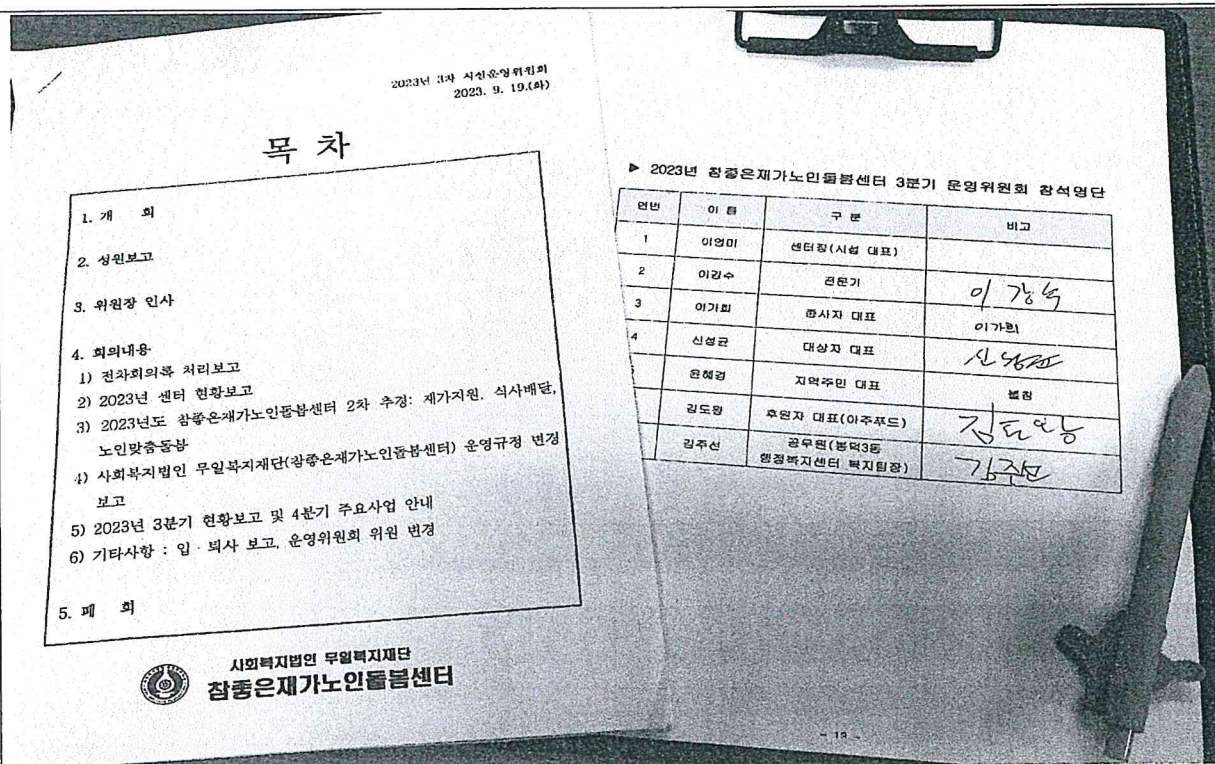 2023년 3차 시설운영위원회
2023. 9. 19.(화)
목 차
1. 개 회
2. 성원보고
3. 위원장 인사
4. 회의내용
1) 전차회의록 처리보고
2) 2023년 센터 현황보고
3) 2023년도 참좋은재가노인돌봄센터 2차 추경: 재가지원, 식사배달,
노인맞춤돌봄
4) 사회복지법인 무일복지재단(참좋은재가노인돌봄센터) 운영규정 변경
보고
5) 2023년 3분기 현황보고 및 4분기 주요사업 안내
6) 기타사항 : 입·퇴사 보고, 운영위원회 위원 변경
5. 폐 회
사회복지법인 무일복지재단
참좋은재가노인돌봄센터
▶ 2023년 참좋은재가노인돌봄센터 3분기 운영위원회 참석명단
연번 이 름 구 분 비고
1 이영미 센터장(시설 대표)
2 이강수 전문가
3 이가희 종사자 대표 이가희
4 신성균 대상자 대표
윤혜경 지역주민 대표 불참
김도왕 후원자 대표(아주푸드)
김주선 공무원(봉덕3동
행정복지센터 복지팀장)
- 13 -